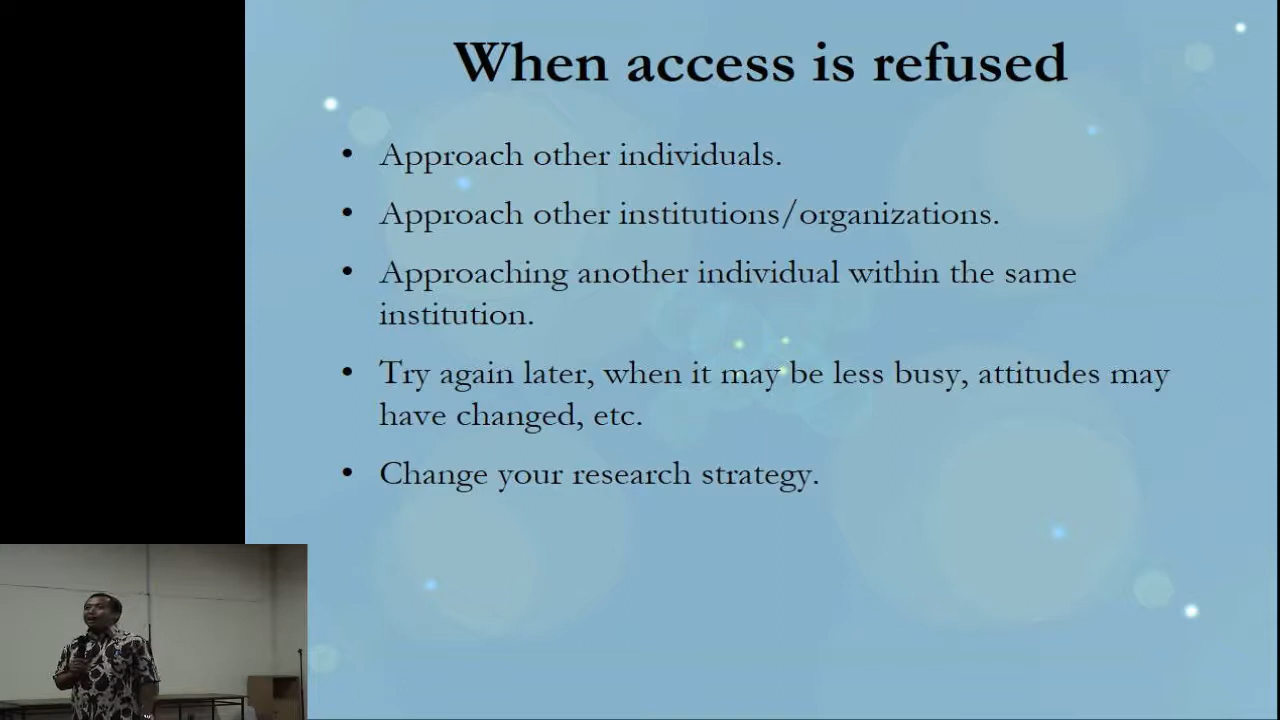 When access is refused
• Approach other individuals.
• Approach other institutions/organizations.
• Approaching another individual within the same
institution.
• Try again later, when it may be less busy, attitudes may
have changed, etc.
• Change your research strategy.